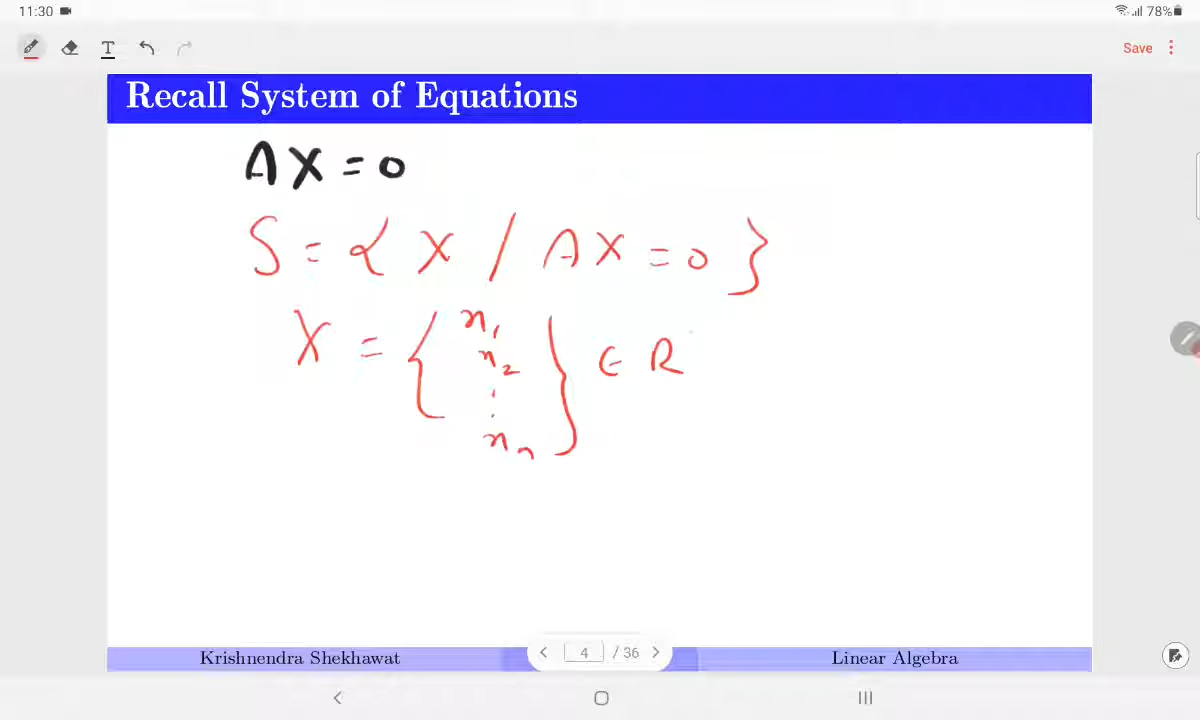 11:30
78%
T
Save
Recall System of Equations
AX = 0
S = { X / AX = 0 }
X = { x₁ x₂ . . xₙ } ∈ R
Krishnendra Shekhawat
4 / 36
Linear Algebra